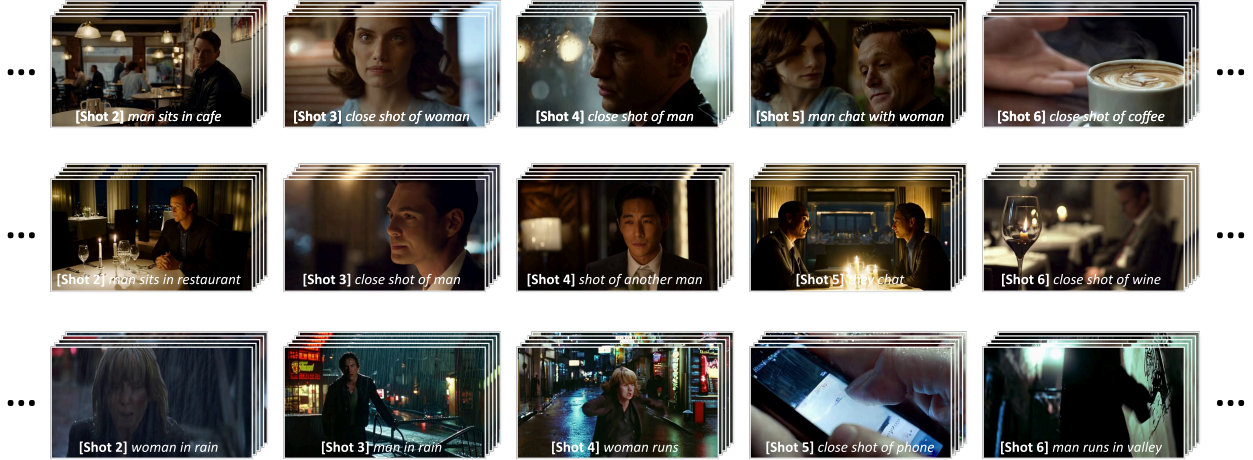 [Shot 2] man sits in cafe
[Shot 3] close shot of woman
[Shot 4] close shot of man
[Shot 5] man chat with woman
[Shot 6] close shot of coffee
[Shot 2] man sits in restaurant
[Shot 3] close shot of man
[Shot 4] shot of another man
[Shot 5] they chat
[Shot 6] close shot of wine
[Shot 2] woman in rain
[Shot 3] man in rain
[Shot 4] woman runs
[Shot 5] close shot of phone
[Shot 6] man runs in valley